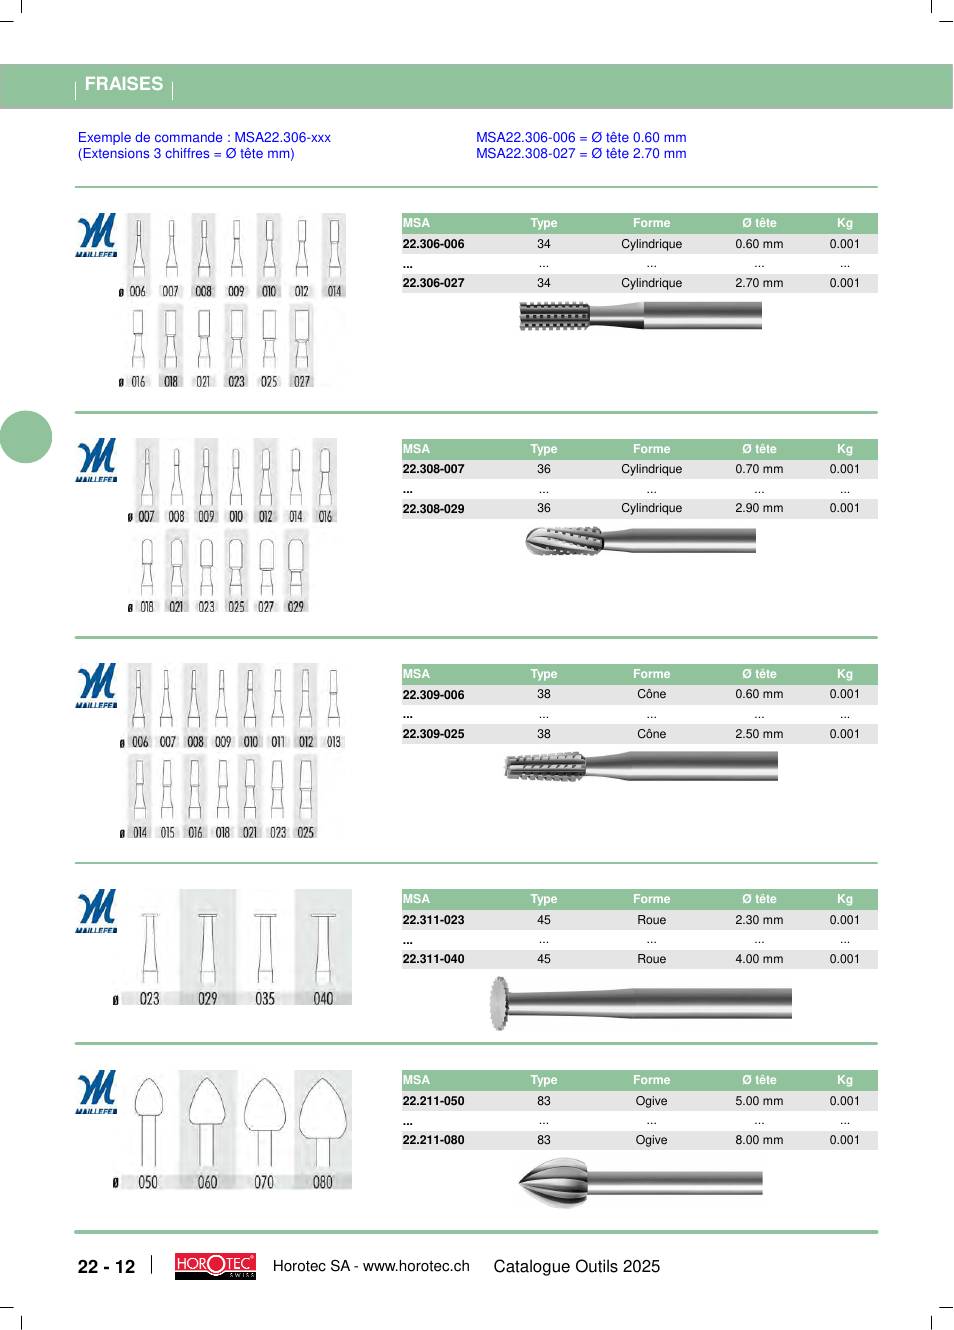 FRAISES
Exemple de commande : MSA22.306-xxx
(Extensions 3 chiffres = Ø tête mm)
MSA22.306-006 = Ø tête 0.60 mm
MSA22.308-027 = Ø tête 2.70 mm
MAILLEFER
ø 006 007 008 009 010 012 014
ø 016 018 021 023 025 027
MSA Type Forme Ø tête Kg
22.306-006 34 Cylindrique 0.60 mm 0.001
... ... ... ... ...
22.306-027 34 Cylindrique 2.70 mm 0.001
MAILLEFER
ø 007 008 009 010 012 014 016
ø 018 021 023 025 027 029
MSA Type Forme Ø tête Kg
22.308-007 36 Cylindrique 0.70 mm 0.001
... ... ... ... ...
22.308-029 36 Cylindrique 2.90 mm 0.001
MAILLEFER
ø 006 007 008 009 010 011 012 013
ø 014 015 016 018 021 023 025
MSA Type Forme Ø tête Kg
22.309-006 38 Cône 0.60 mm 0.001
... ... ... ... ...
22.309-025 38 Cône 2.50 mm 0.001
MAILLEFER
ø 023 029 035 040
MSA Type Forme Ø tête Kg
22.311-023 45 Roue 2.30 mm 0.001
... ... ... ... ...
22.311-040 45 Roue 4.00 mm 0.001
MAILLEFER
ø 050 060 070 080
MSA Type Forme Ø tête Kg
22.211-050 83 Ogive 5.00 mm 0.001
... ... ... ... ...
22.211-080 83 Ogive 8.00 mm 0.001
22 - 12
HOROTEC®
SWISS
Horotec SA - www.horotec.ch
Catalogue Outils 2025